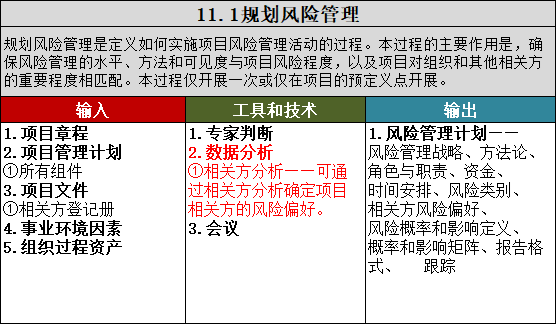 11.1规划风险管理
规划风险管理是定义如何实施项目风险管理活动的过程。本过程的主要作用是，确
保风险管理的水平、方法和可见度与项目风险程度，以及项目对组织和其他相关方
的重要程度相匹配。本过程仅开展一次或仅在项目的预定义点开展。
输入
1.项目章程
2.项目管理计划
①所有组件
3.项目文件
①相关方登记册
4.事业环境因素
5.组织过程资产
工具和技术
1.专家判断
2.数据分析
①相关方分析——可通
过相关方分析确定项目
相关方的风险偏好。
3.会议
输出
1.风险管理计划——
风险管理战略、方法论、
角色与职责、资金、
时间安排、风险类别、
相关方风险偏好、
风险概率和影响定义、
概率和影响矩阵、报告格
式、 跟踪